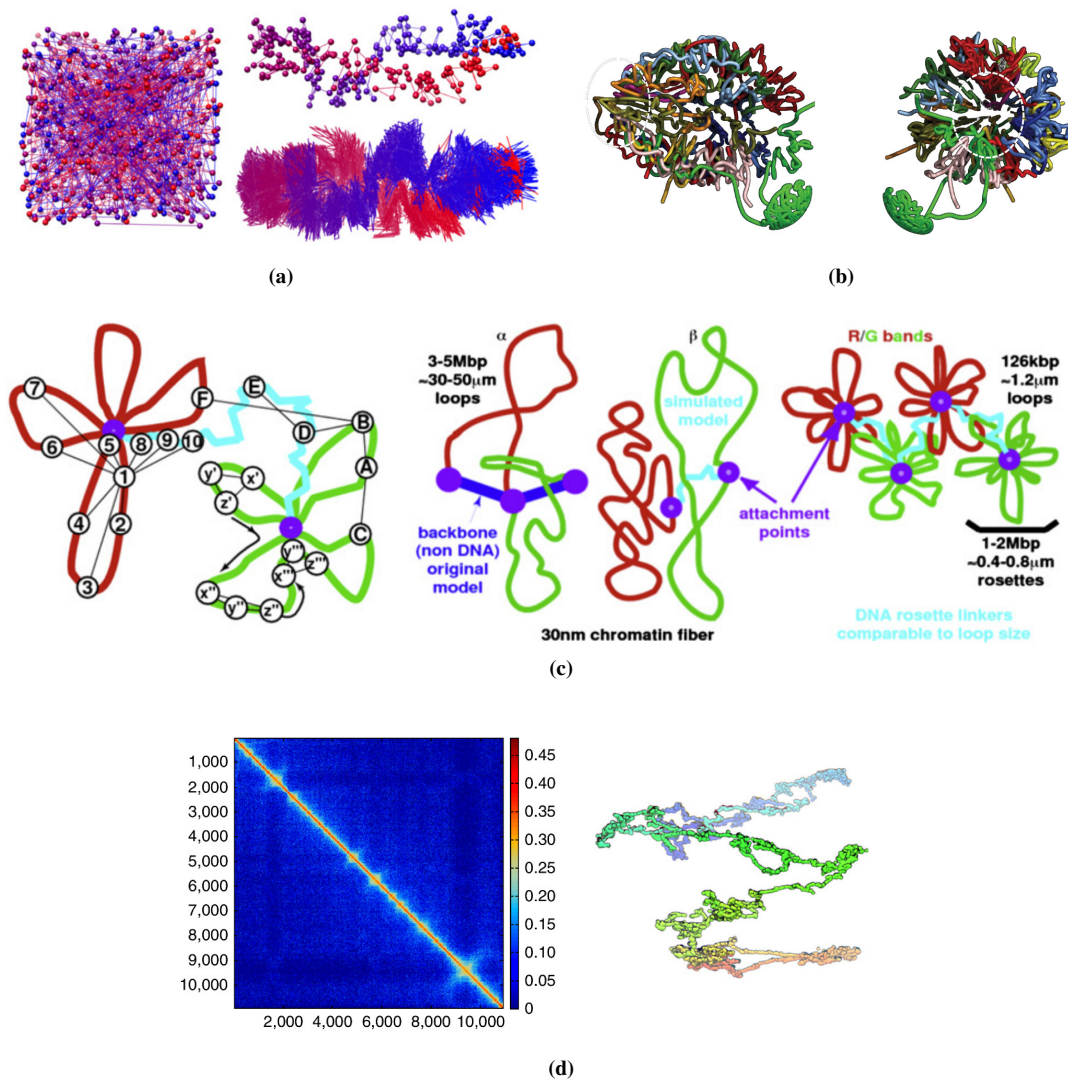 (a)
(b)
7
6
5
8
9
10
1
4
2
3
F
E
D
B
A
C
y'
x'
z'
y'''
x'''
z'''
x''
y''
z''
α
3-5Mbp
~30-50μm
loops
backbone
(non DNA)
original
model
β
simulated
model
30nm chromatin fiber
attachment
points
R/G bands
126kbp
~1.2μm
loops
1-2Mbp
~0.4-0.8μm
rosettes
DNA rosette linkers
comparable to loop size
(c)
1,000
2,000
3,000
4,000
5,000
6,000
7,000
8,000
9,000
10,000
2,000 4,000 6,000 8,000 10,000
0.45
0.40
0.35
0.30
0.25
0.20
0.15
0.10
0.05
0
(d)